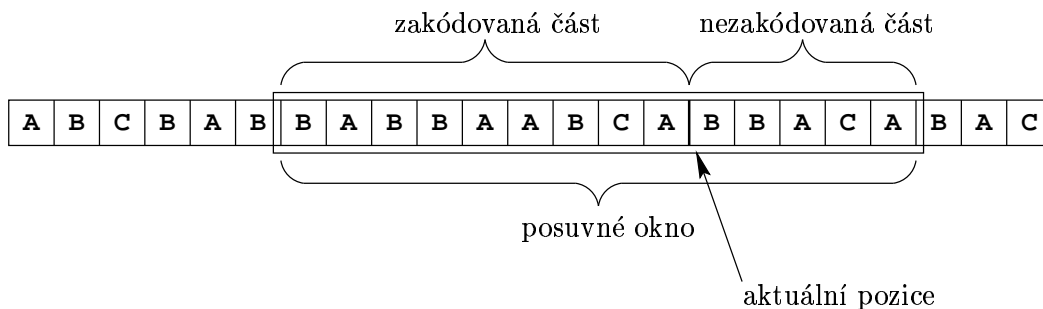 zakódovaná část nezakódovaná část
A B C B A B B A B B A A B C A B B A C A B A C
posuvné okno
aktuální pozice